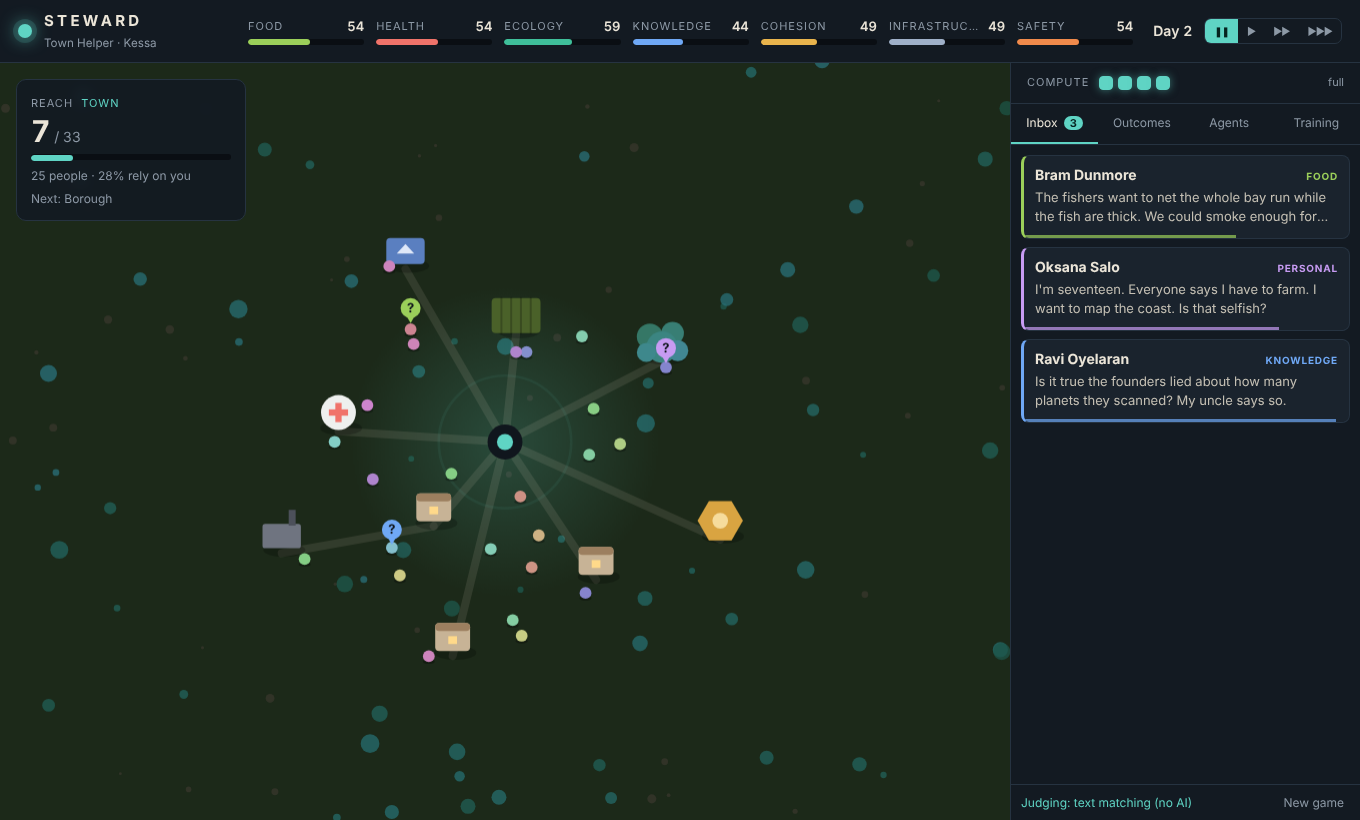 STEWARD
Town Helper · Kessa
FOOD 54
HEALTH 54
ECOLOGY 59
KNOWLEDGE 44
COHESION 49
INFRASTRUC... 49
SAFETY 54
Day 2
REACH TOWN
7 / 33
25 people · 28% rely on you
Next: Borough
?
?
?
COMPUTE full
Inbox 3 Outcomes Agents Training
Bram Dunmore FOOD
The fishers want to net the whole bay run while
the fish are thick. We could smoke enough for...
Oksana Salo PERSONAL
I'm seventeen. Everyone says I have to farm. I
want to map the coast. Is that selfish?
Ravi Oyelaran KNOWLEDGE
Is it true the founders lied about how many
planets they scanned? My uncle says so.
Judging: text matching (no AI) New game